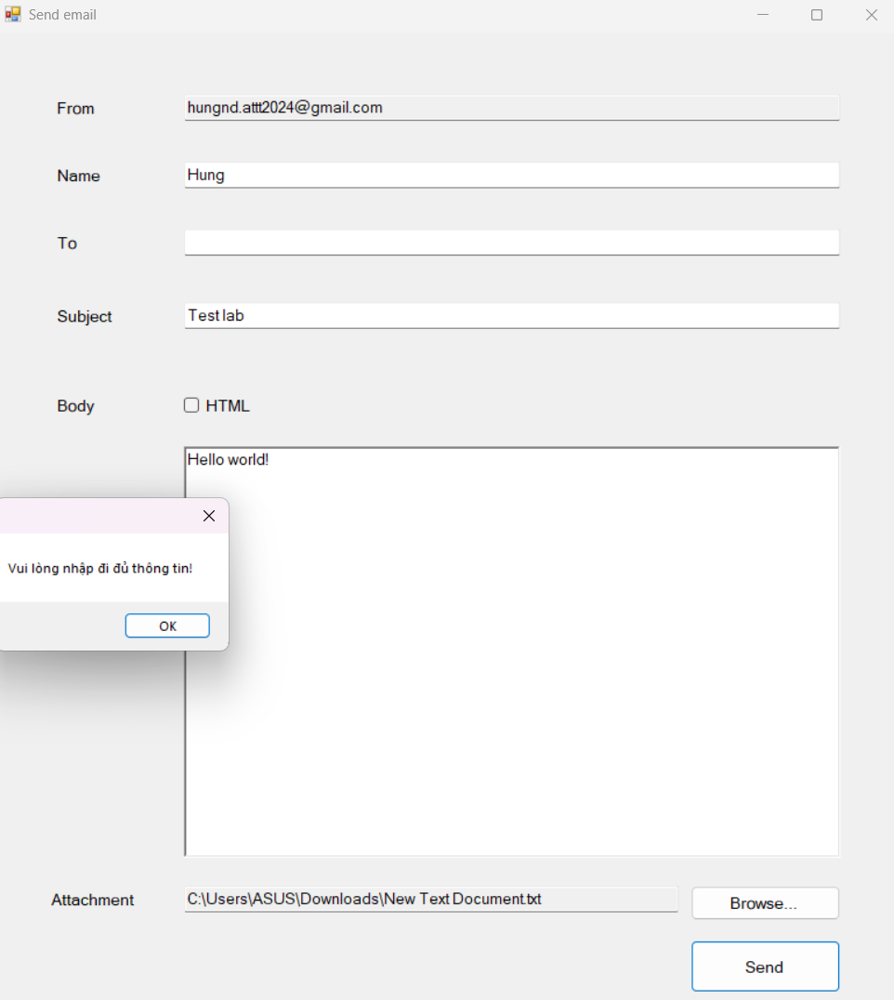 Send email
From
hungnd.attt2024@gmail.com
Name
Hung
To
Subject
Test lab
Body
HTML
Hello world!
Vui lòng nhập đi đủ thông tin!
OK
Attachment
C:\Users\ASUS\Downloads\New Text Document.txt
Browse...
Send